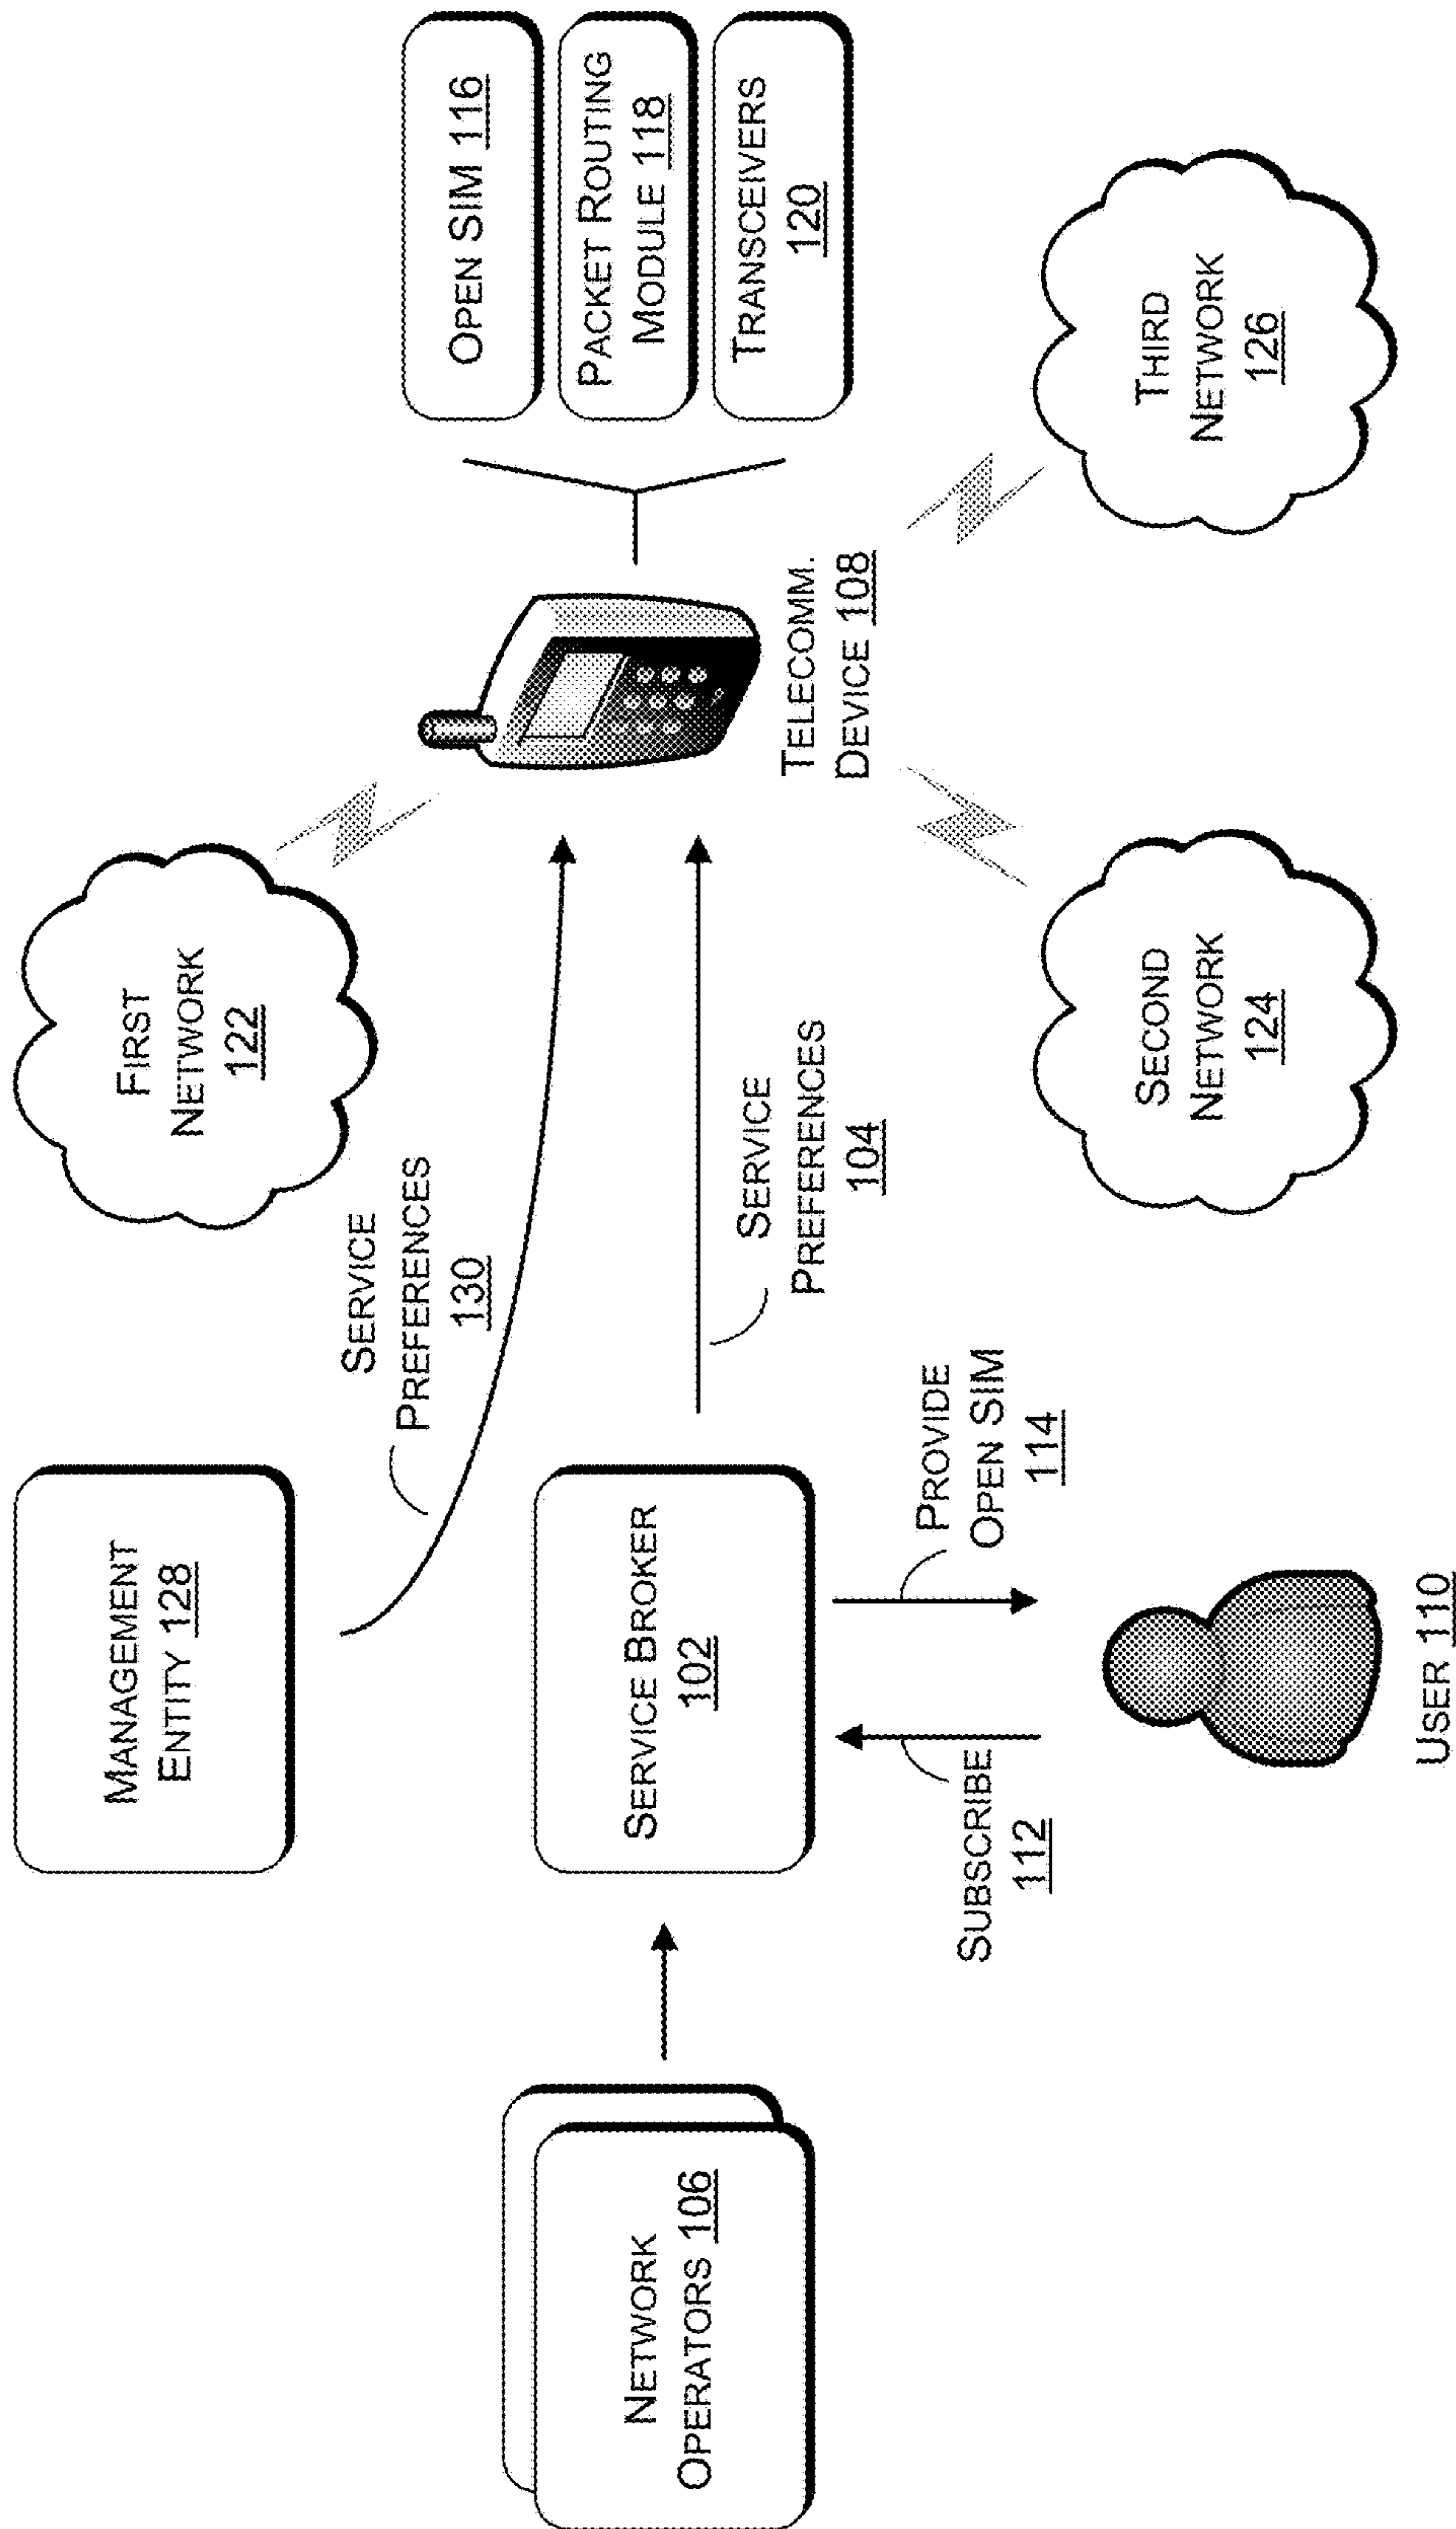 MANAGEMENT
ENTITY 128
FIRST
NETWORK
122
SERVICE
PREFERENCES
130
OPEN SIM 116
PACKET ROUTING
MODULE 118
TRANSCEIVERS
120
NETWORK
OPERATORS 106
SERVICE BROKER
102
SERVICE
PREFERENCES
104
TELECOMM.
DEVICE 108
SUBSCRIBE
112
PROVIDE
OPEN SIM
114
USER 110
SECOND
NETWORK
124
THIRD
NETWORK
126